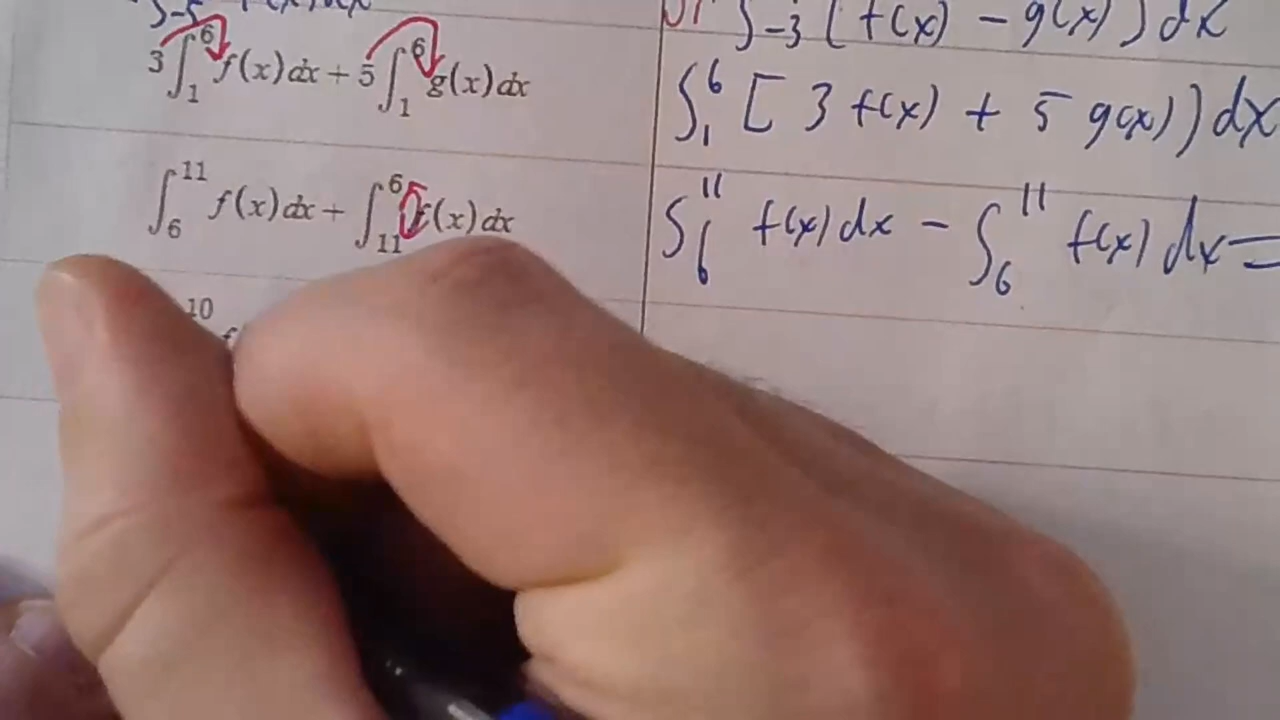 ∫₋₃ [f(x) − g(x)] dx
3∫₁⁶ f(x) dx + 5∫₁⁶ g(x) dx
∫₁⁶ [3 f(x) + 5 g(x)) dx
∫₆¹¹ f(x) dx + ∫₁₁⁶ f(x) dx
∫₆¹¹ f(x) dx − ∫₆¹¹ f(x) dx =
10